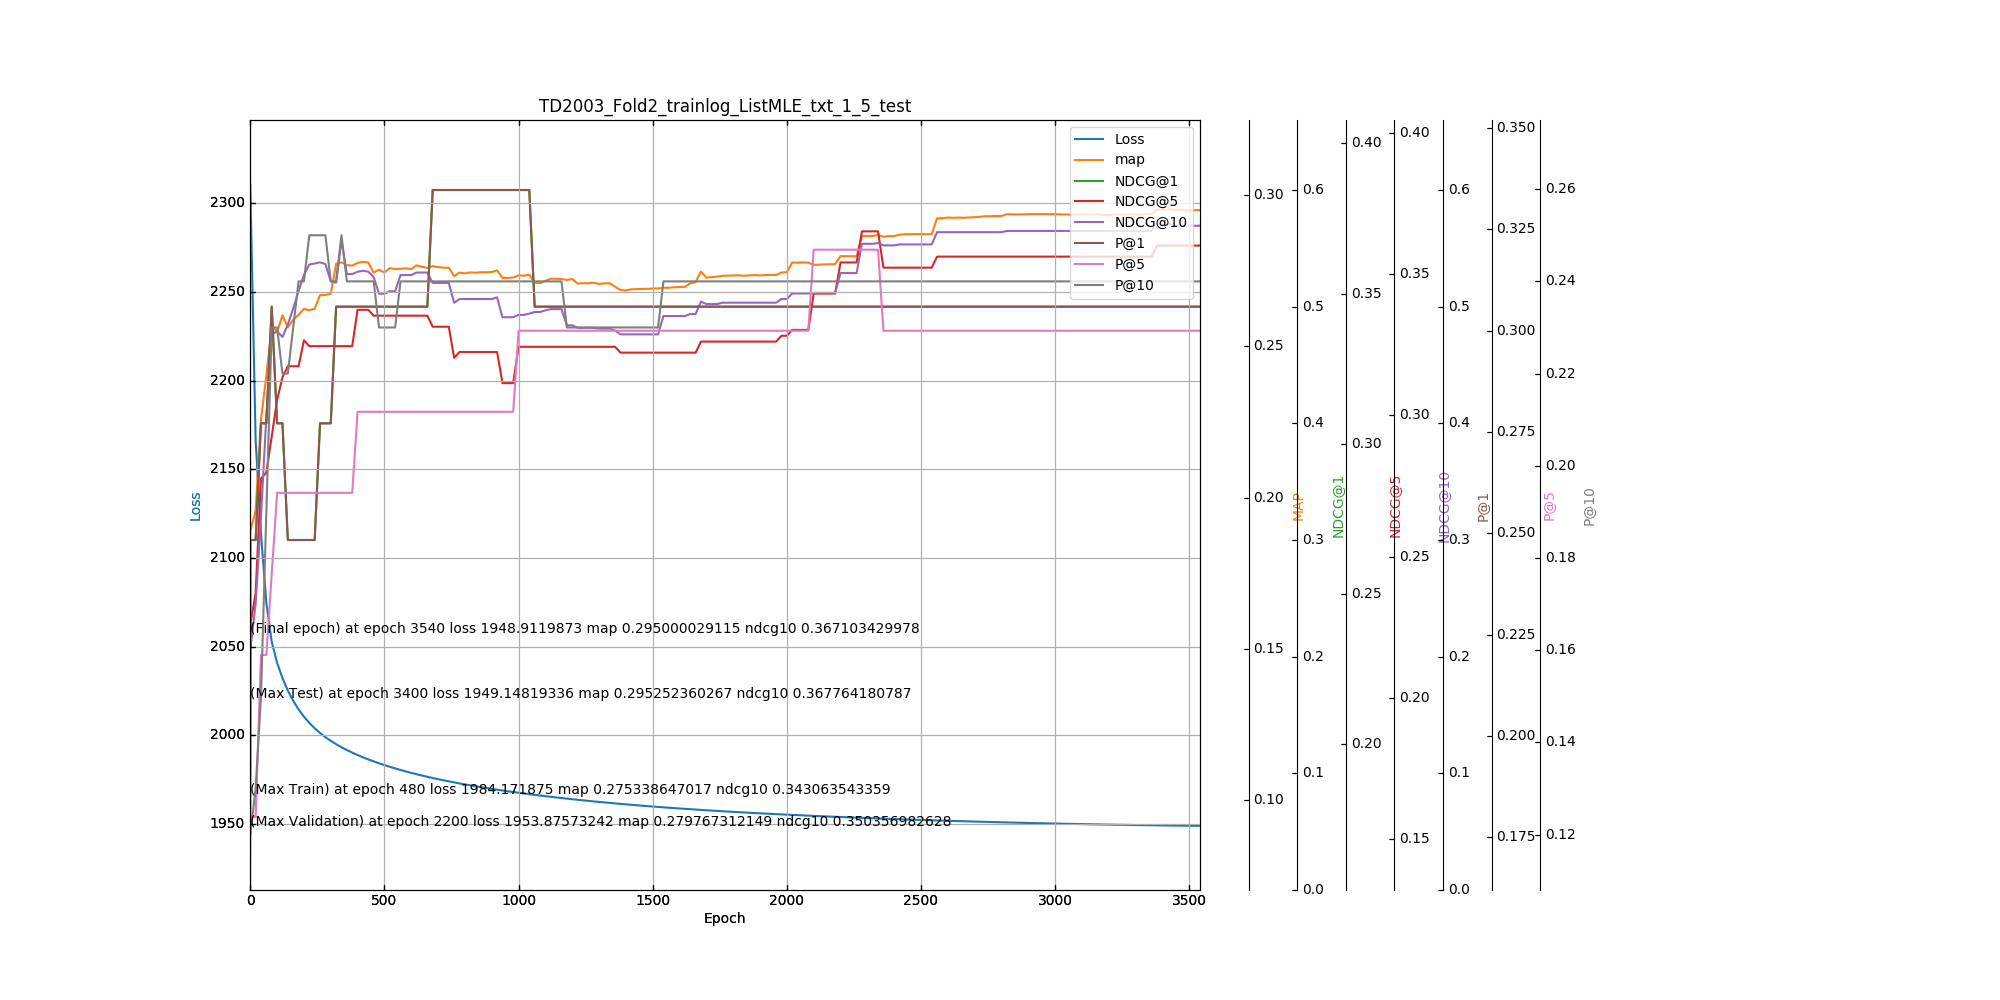 TD2003_Fold2_trainlog_ListMLE_txt_1_5_test
Loss
map
NDCG@1
NDCG@5
NDCG@10
P@1
P@5
P@10
2300
2250
2200
2150
2100
2050
2000
1950
Loss
(Final epoch) at epoch 3540 loss 1948.9119873 map 0.295000029115 ndcg10 0.367103429978
(Max Test) at epoch 3400 loss 1949.14819336 map 0.295252360267 ndcg10 0.367764180787
(Max Train) at epoch 480 loss 1984.171875 map 0.275338647017 ndcg10 0.343063543359
(Max Validation) at epoch 2200 loss 1953.87573242 map 0.279767312149 ndcg10 0.350356982628
0 500 1000 1500 2000 2500 3000 3500
Epoch
0.30
0.25
0.20
0.15
0.10
MAP
0.6
0.5
0.4
0.3
0.2
0.1
0.0
NDCG@1
0.40
0.35
0.30
0.25
0.20
NDCG@5
0.40
0.35
0.30
0.25
0.20
0.15
NDCG@10
0.6
0.5
0.4
0.3
0.2
0.1
0.0
P@1
0.350
0.325
0.300
0.275
0.250
0.225
0.200
0.175
P@5
0.26
0.24
0.22
0.20
0.18
0.16
0.14
0.12
P@10